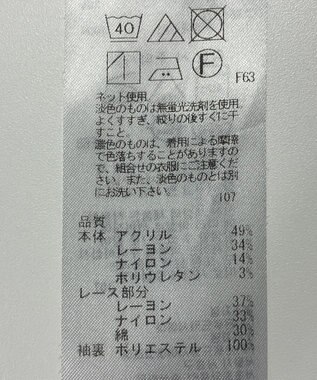 40
F
F63
ネット使用
淡色のものは無蛍光洗剤を使用。
よくすすぎ、絞りの後すぐに干
すこと。
濃色のものは、着用による摩擦
で色落ちすることがありますの
で、組合せの衣服にご注意くだ
さい。また、淡色のものとは別
にお洗い下さい。
107
品質
本体 アクリル 49%
レーヨン 34%
ナイロン 14%
ポリウレタン 3%
レース部分
レーヨン 37%
ナイロン 33%
綿 30%
袖裏 ポリエステル 100%